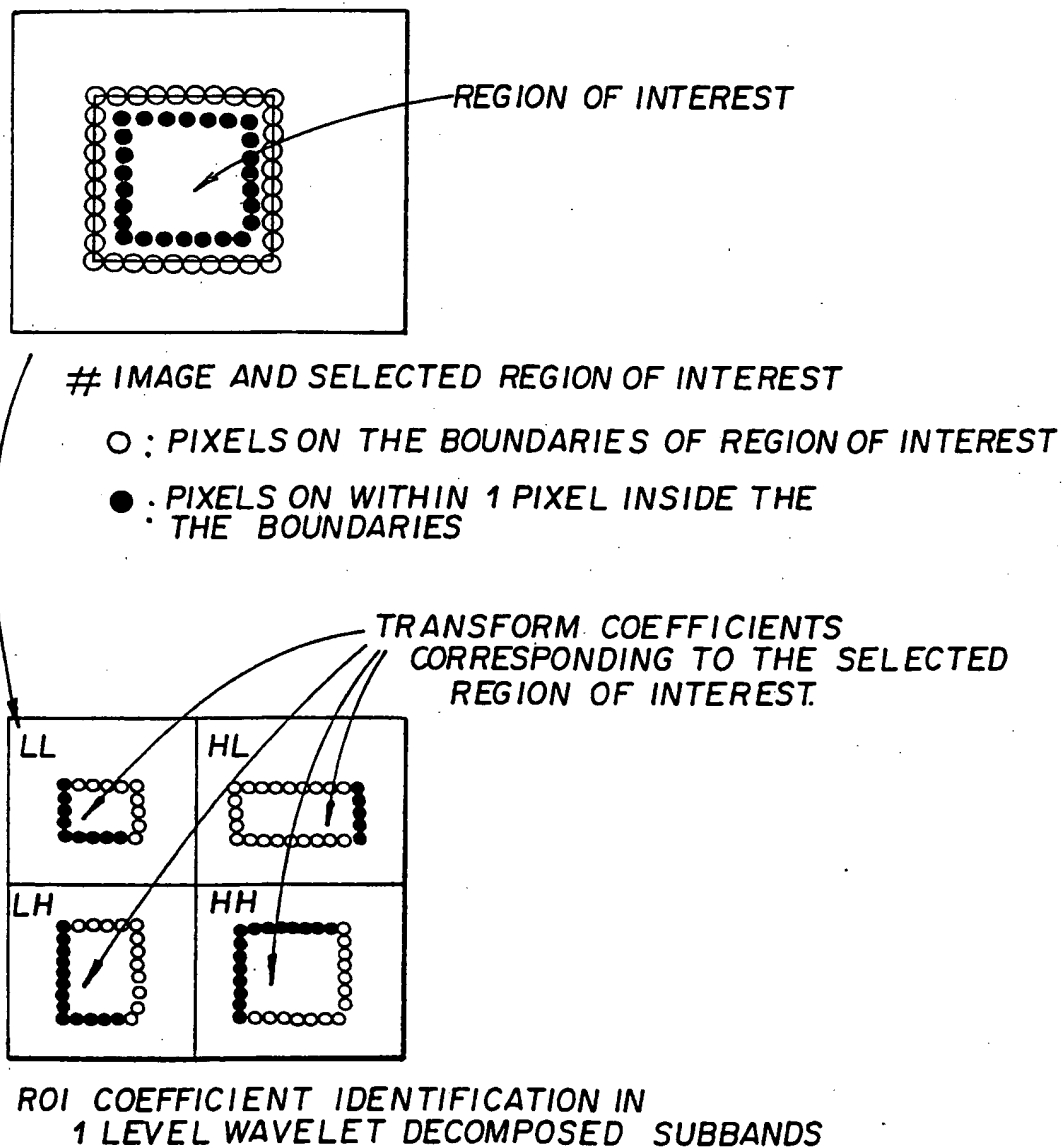 REGION OF INTEREST
# IMAGE AND SELECTED REGION OF INTEREST
○ : PIXELS ON THE BOUNDARIES OF REGION OF INTEREST
● : PIXELS ON WITHIN 1 PIXEL INSIDE THE
THE BOUNDARIES
TRANSFORM COEFFICIENTS
CORRESPONDING TO THE SELECTED
REGION OF INTEREST.
LL
HL
LH
HH
ROI COEFFICIENT IDENTIFICATION IN
1 LEVEL WAVELET DECOMPOSED SUBBANDS